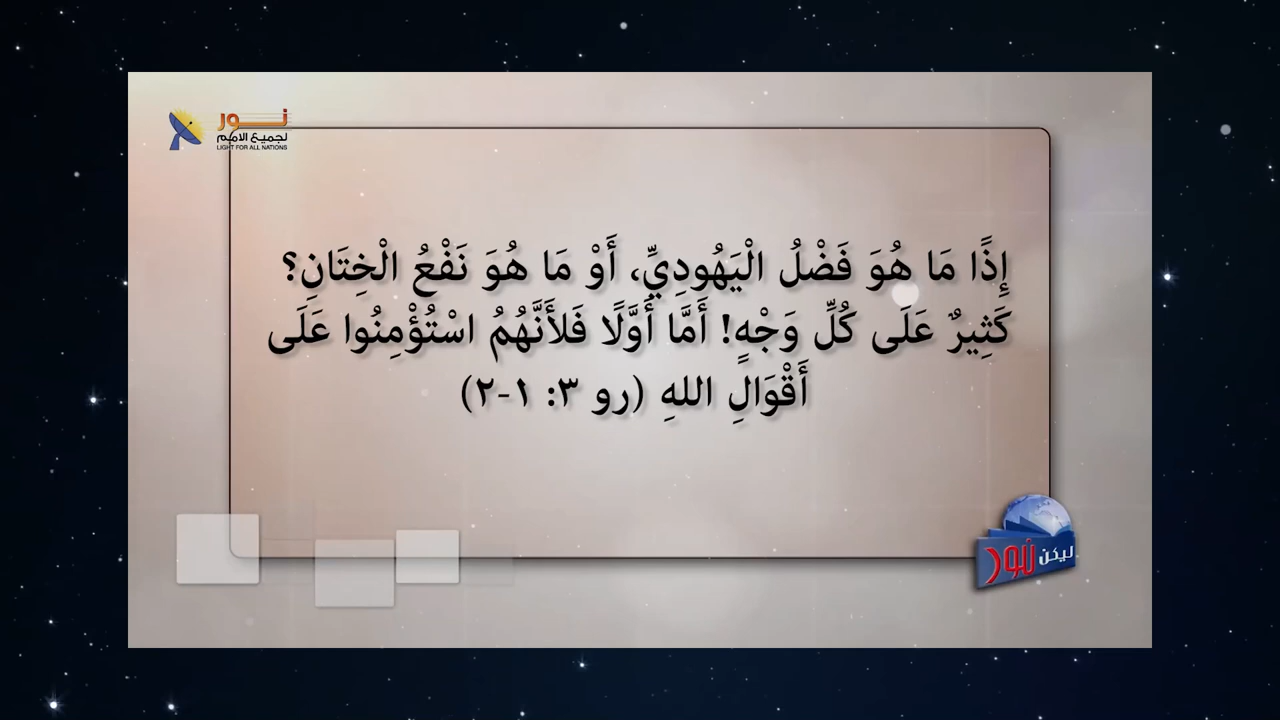 نور
لجميع الامم
LIGHT FOR ALL NATIONS
إِذًا مَا هُوَ فَضْلُ الْيَهُودِيِّ، أَوْ مَا هُوَ نَفْعُ الْخِتَانِ؟
كَثِيرٌ عَلَى كُلِّ وَجْهٍ! أَمَّا أَوَّلًا فَلأَنَّهُمُ اسْتُؤْمِنُوا عَلَى
أَقْوَالِ اللهِ (رو ٣: ١-٢)
ليكن نور